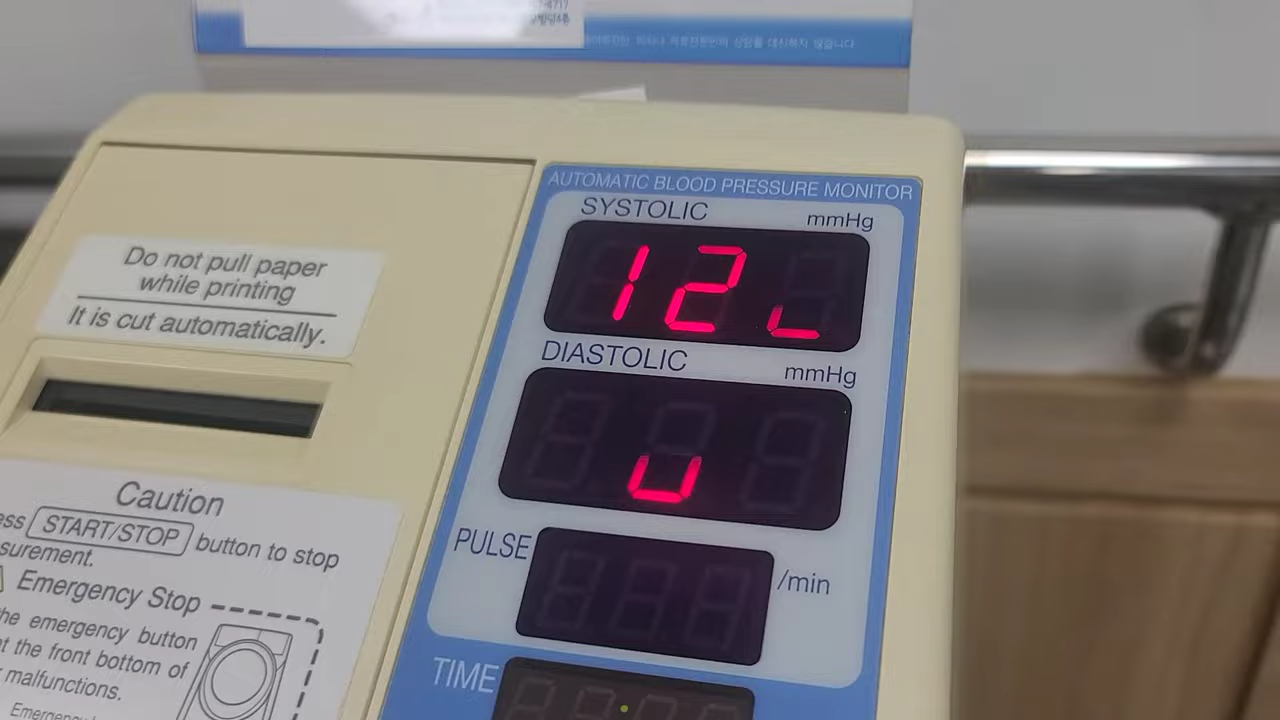 AUTOMATIC BLOOD PRESSURE MONITOR
SYSTOLIC mmHg
12
DIASTOLIC mmHg
PULSE /min
TIME
Do not pull paper
while printing
It is cut automatically.
Caution
START/STOP button to stop
Emergency Stop
emergency button
the front bottom of
malfunctions.